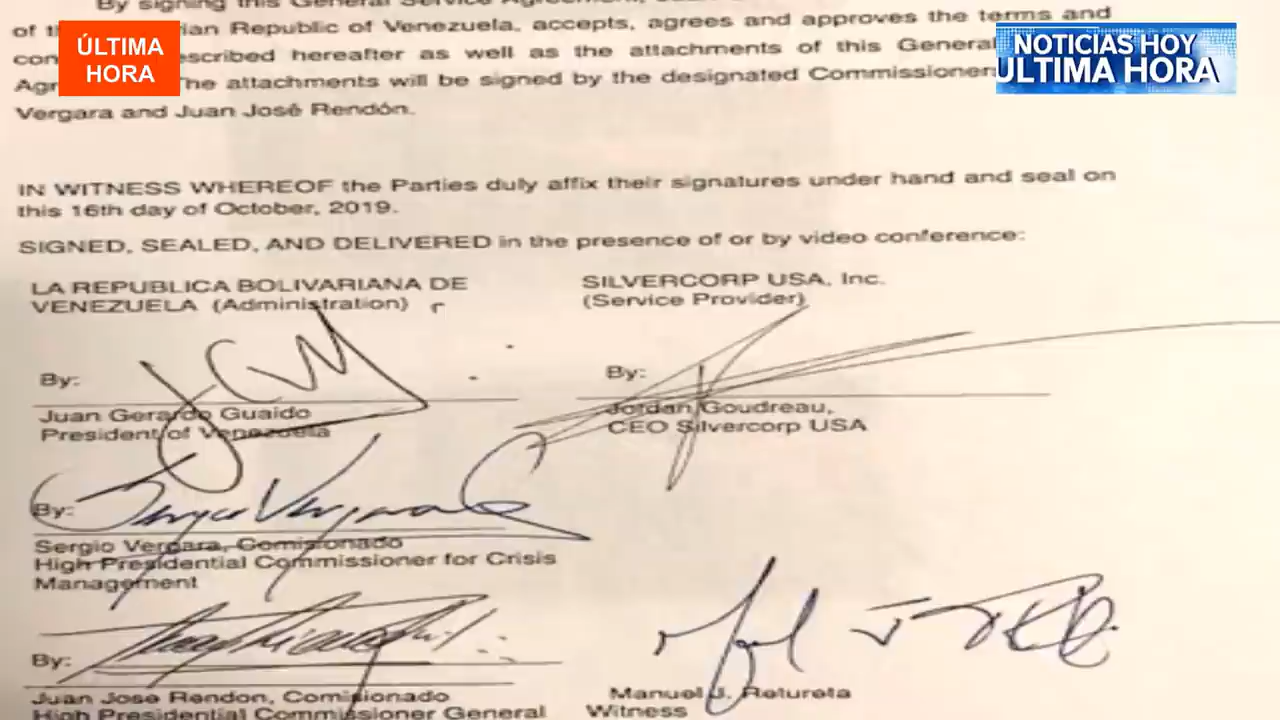 By signing this General Service Agreement,
of ian Republic of Venezuela, accepts, agrees and approves the terms and
con escribed hereafter as well as the attachments of this General
Agr The attachments will be signed by the designated Commissioner
Vergara and Juan José Rendón.
ÚLTIMA
HORA
NOTICIAS HOY
ULTIMA HORA
IN WITNESS WHEREOF the Parties duly affix their signatures under hand and seal on
this 16th day of October, 2019.
SIGNED, SEALED, AND DELIVERED in the presence of or by video conference:
LA REPUBLICA BOLIVARIANA DE
VENEZUELA (Administration)
SILVERCORP USA, Inc.
(Service Provider)
By:
Juan Gerardo Guaido
President of Venezuela
By:
Jordan Goudreau,
CEO Silvercorp USA
By:
Sergio Vergara, Comisionado
High Presidential Commissioner for Crisis
Management
By:
Juan Jose Rendon, Comisionado
High Presidential Commissioner General
Manuel J. Retureta
Witness